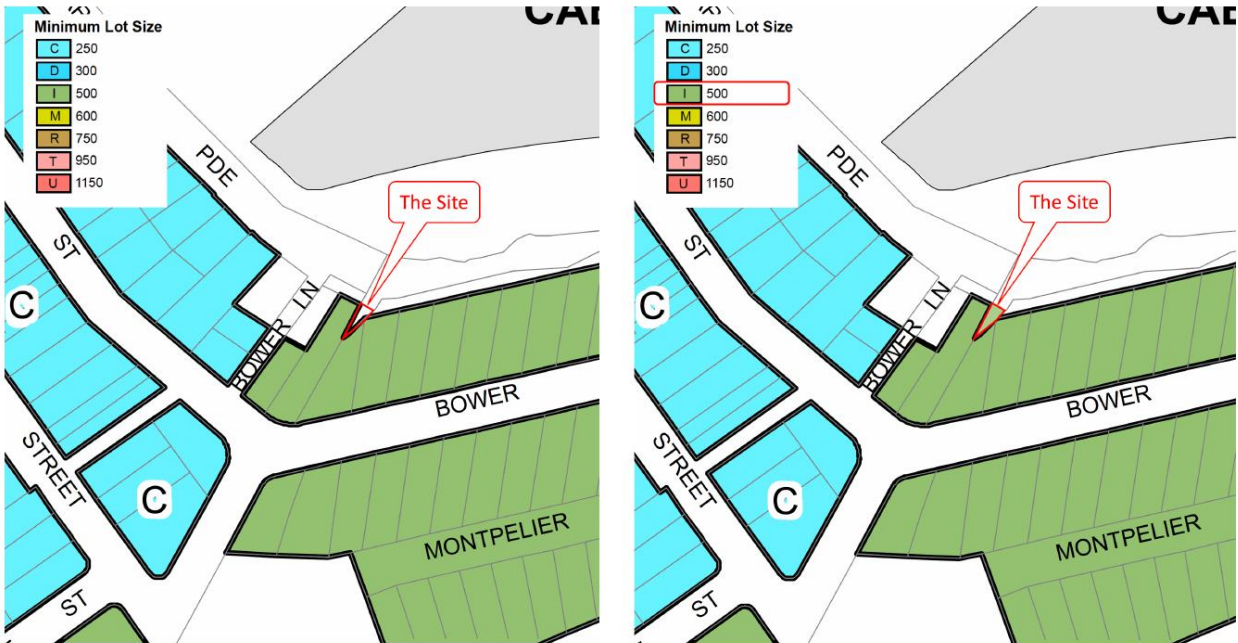 CAB
Minimum Lot Size
C 250
D 300
I 500
M 600
R 750
T 950
U 1150
PDE
The Site
ST
C
BOWER LN
BOWER
STREET
C
MONTPELIER
ST
CAB
Minimum Lot Size
C 250
D 300
I 500
M 600
R 750
T 950
U 1150
PDE
The Site
ST
C
BOWER LN
BOWER
STREET
C
MONTPELIER
ST